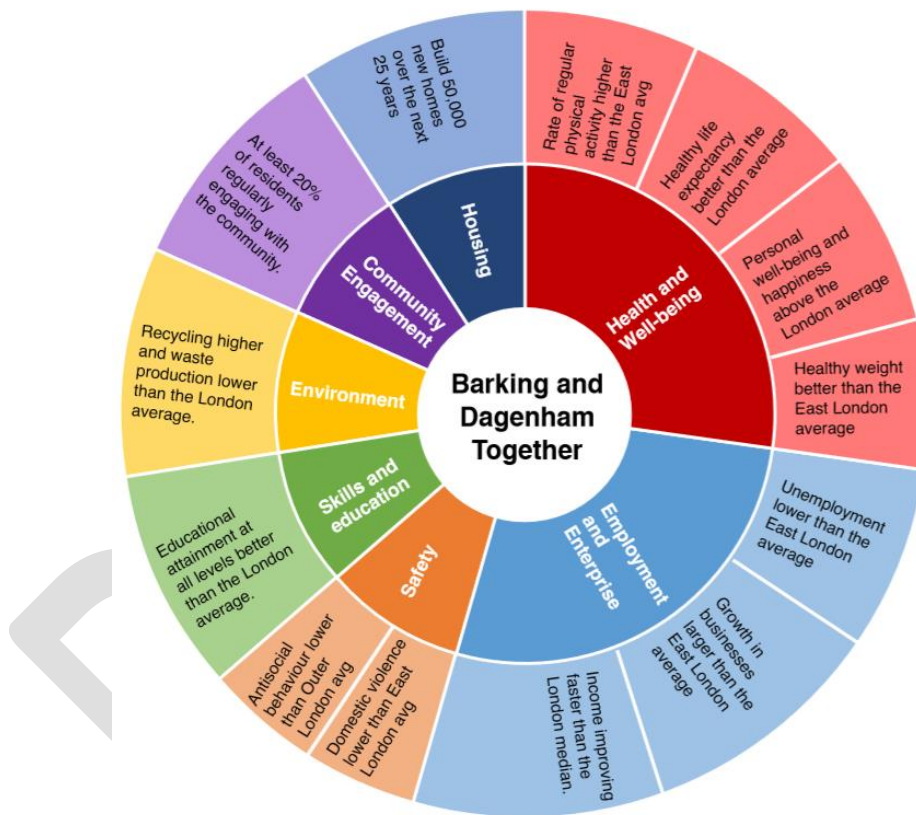 Barking and
Dagenham
Together
Health and
Well-being
Rate of regular
physical
activity higher
than the East
London avg
Healthy life
expectancy
better than the
London average
Personal
well-being and
happiness
above the
London average
Healthy weight
better than the
East London
average
Employment
and
Enterprise
Unemployment
lower than the
East London
average
Growth in
businesses
larger than the
East London
average
Income improving
faster than the
London median.
Safety
Domestic violence
lower than East
London avg
Antisocial
behaviour lower
than Outer
London avg
Skills and
education
Educational
attainment at
all levels better
than the London
average.
Environment
Recycling higher
and waste
production lower
than the London
average.
Community
Engagement
At least 20%
of residents
regularly
engaging with
the community.
Housing
Build 50,000
new homes
over the next
25 years